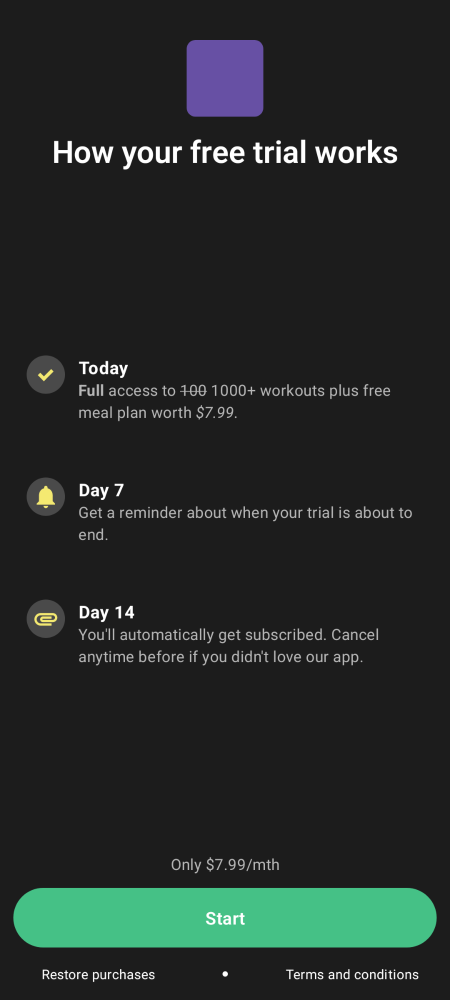 How your free trial works
Today
Full access to 100 1000+ workouts plus free
meal plan worth $7.99.
Day 7
Get a reminder about when your trial is about to
end.
Day 14
You'll automatically get subscribed. Cancel
anytime before if you didn't love our app.
Only $7.99/mth
Start
Restore purchases • Terms and conditions